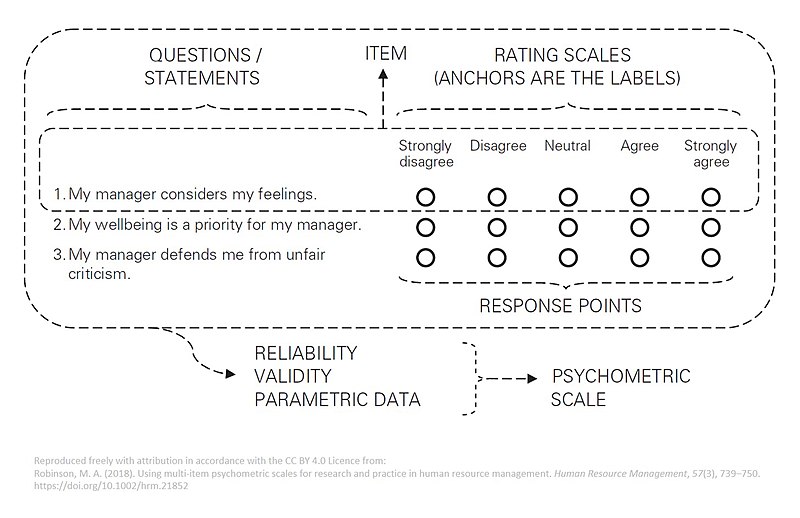 QUESTIONS /
STATEMENTS
ITEM
RATING SCALES
(ANCHORS ARE THE LABELS)
Strongly
disagree
Disagree
Neutral
Agree
Strongly
agree
1. My manager considers my feelings.
2. My wellbeing is a priority for my manager.
3. My manager defends me from unfair
criticism.
RESPONSE POINTS
RELIABILITY
VALIDITY
PARAMETRIC DATA
PSYCHOMETRIC
SCALE
Reproduced freely with attribution in accordance with the CC BY 4.0 Licence from:
Robinson, M. A. (2018). Using multi-item psychometric scales for research and practice in human resource management. Human Resource Management, 57(3), 739–750.
https://doi.org/10.1002/hrm.21852